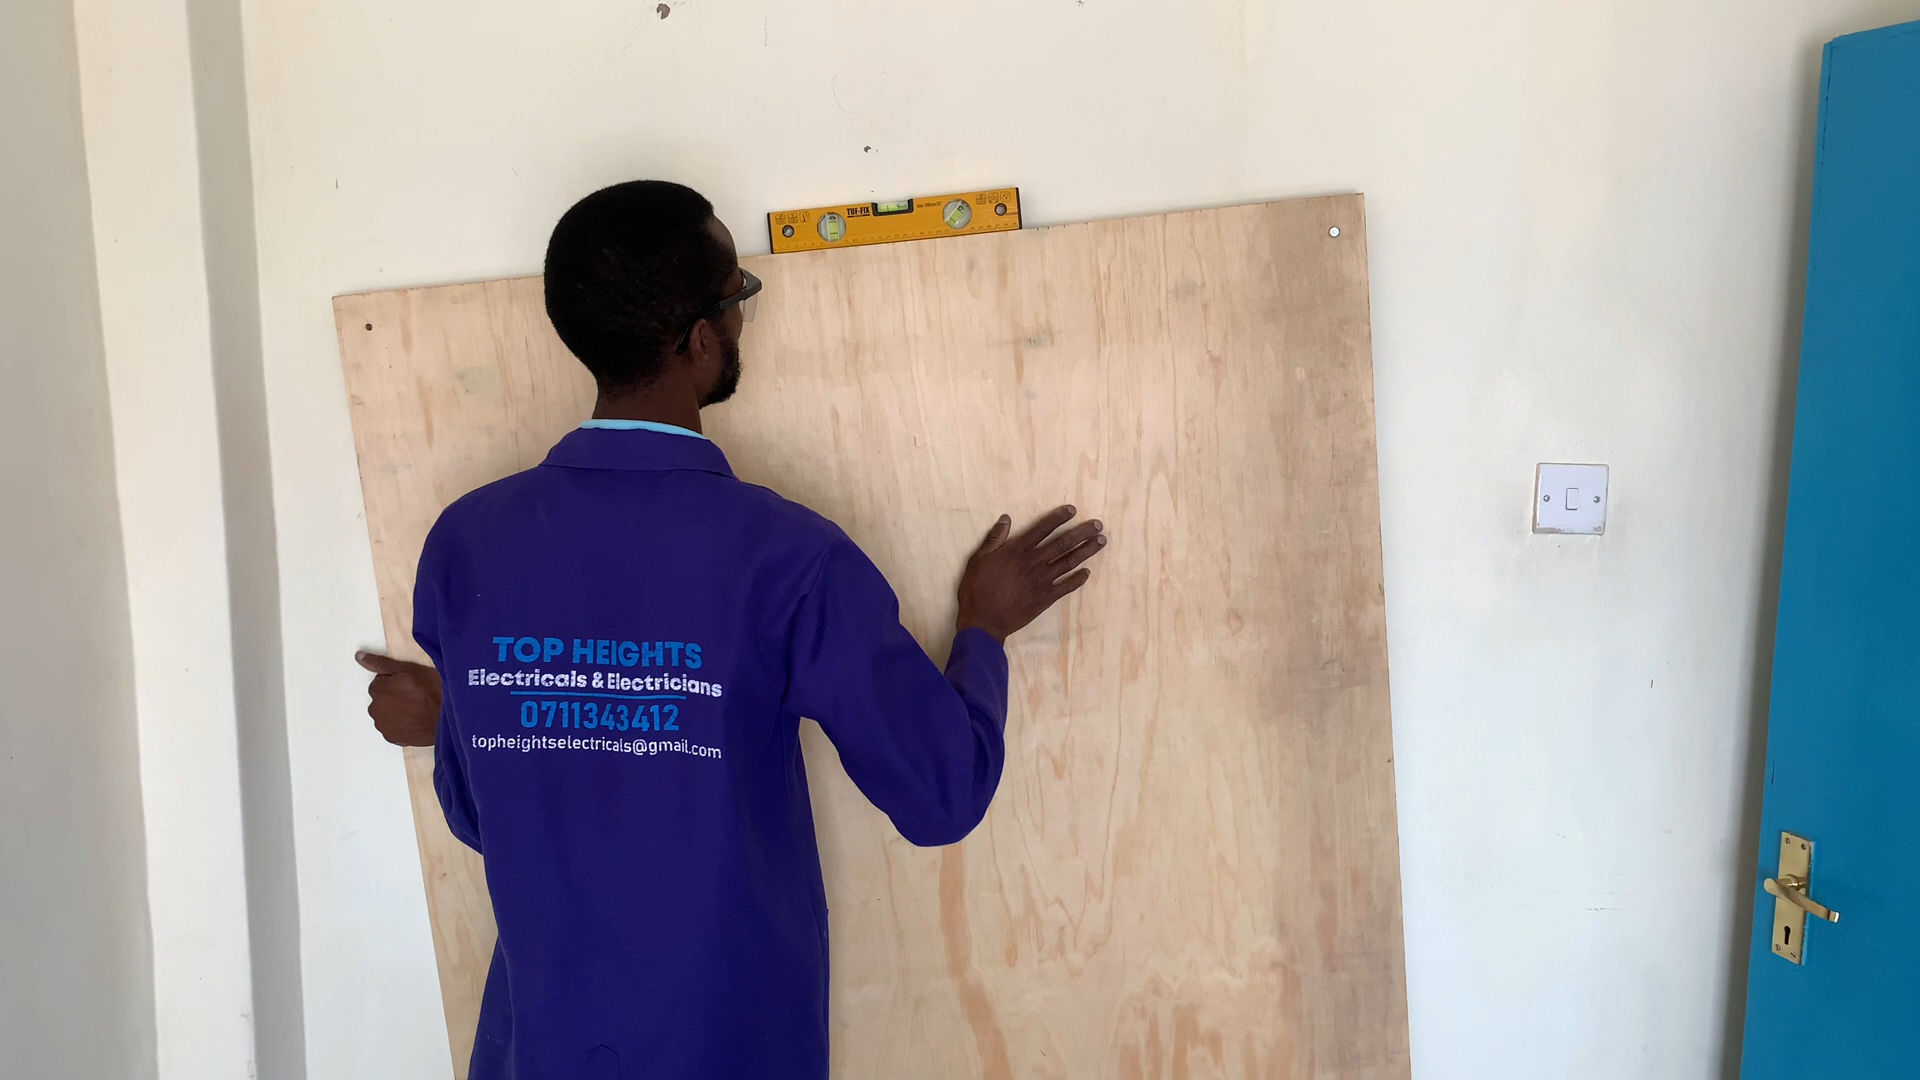 TUF-FIX
TOP HEIGHTS
Electricals & Electricians
0711343412
topheightselectricals@gmail.com